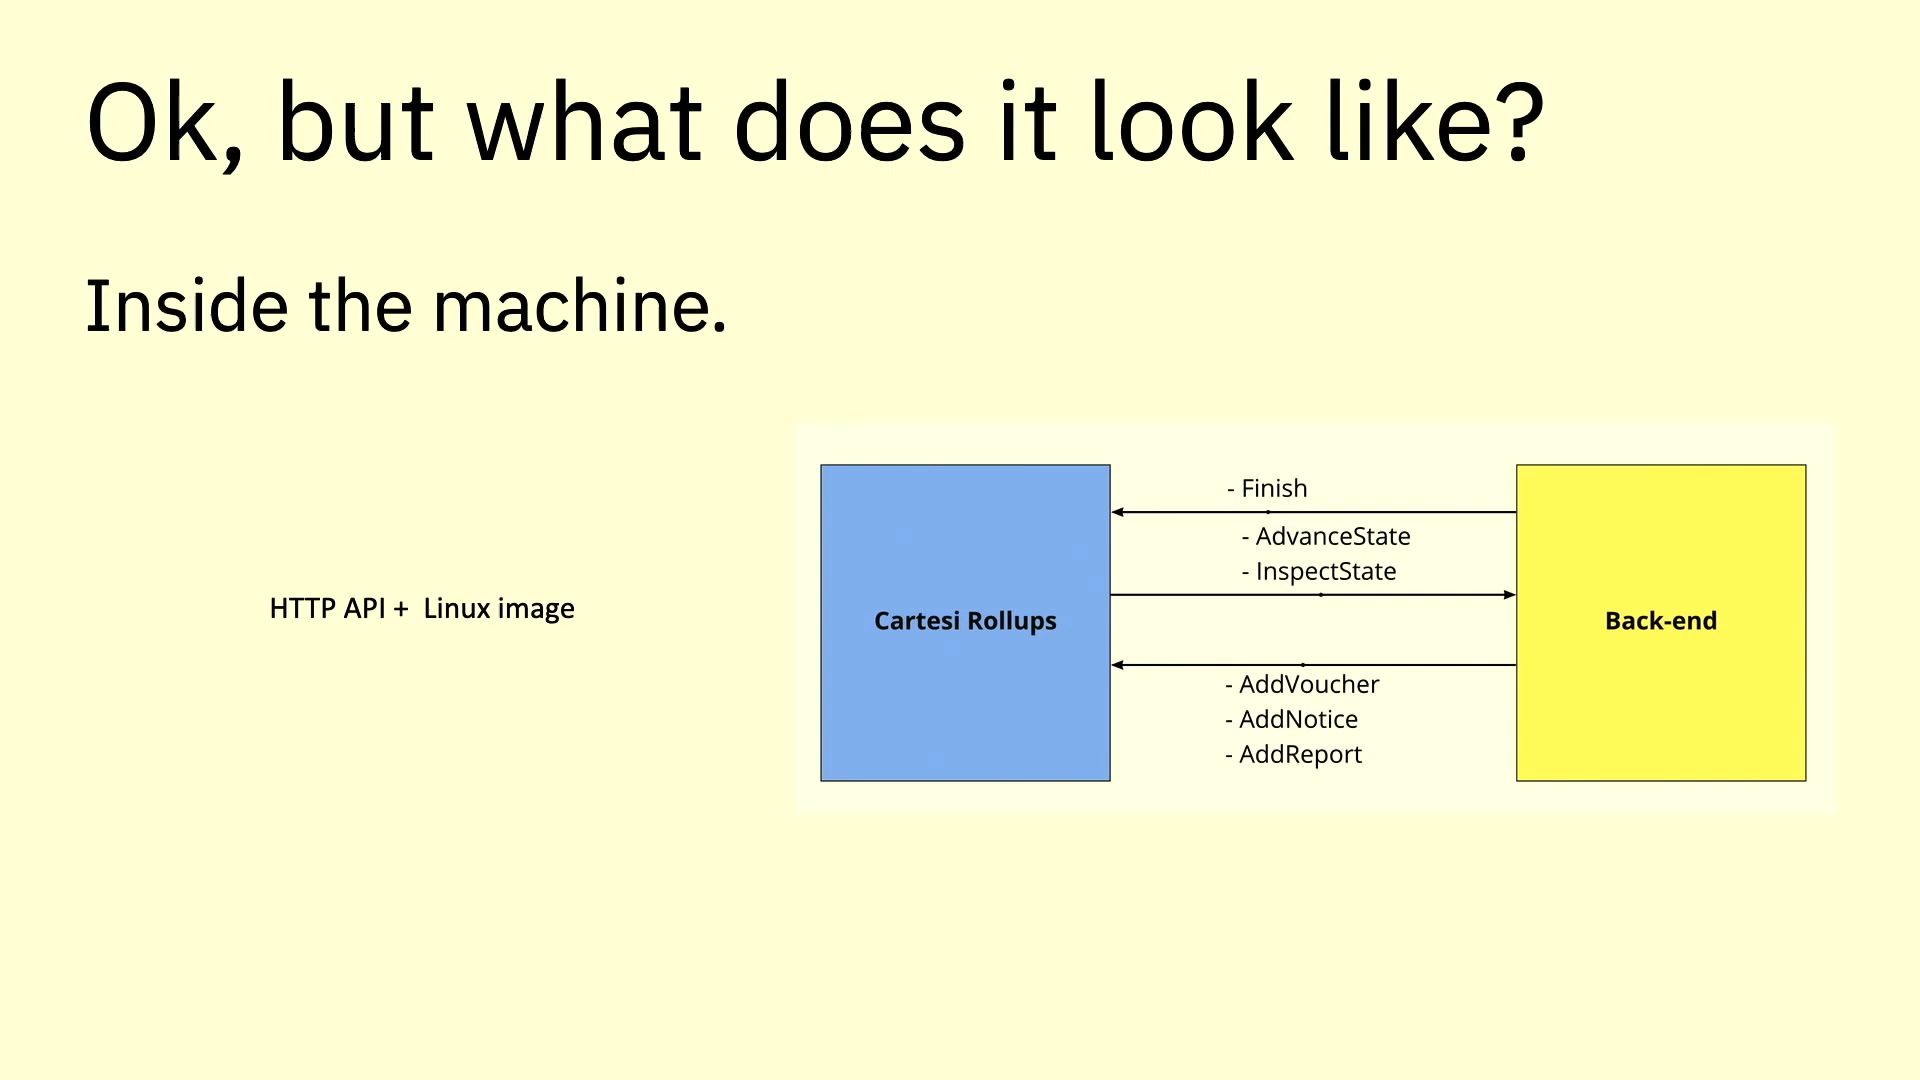 Ok, but what does it look like?
Inside the machine.
HTTP API +  Linux image
Cartesi Rollups
- Finish
- AdvanceState
- InspectState
- AddVoucher
- AddNotice
- AddReport
Back-end